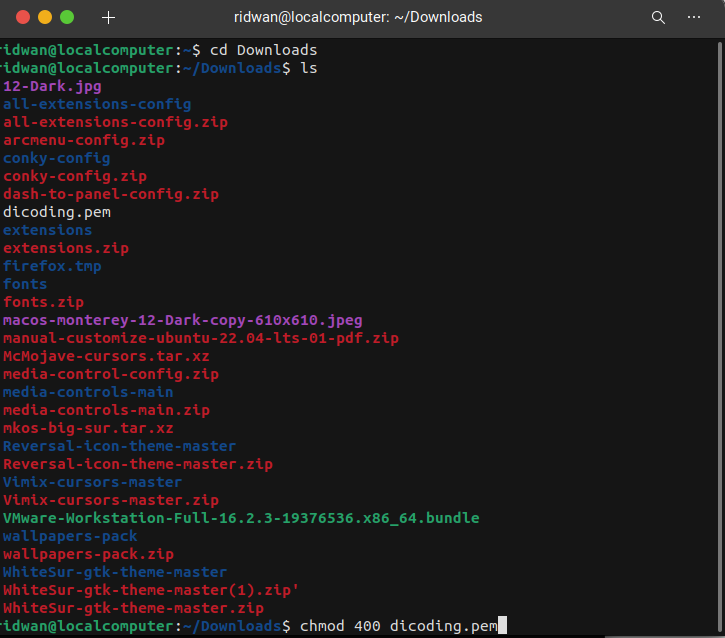 ridwan@localcomputer: ~/Downloads
ridwan@localcomputer:~$ cd Downloads
ridwan@localcomputer:~/Downloads$ ls
12-Dark.jpg
all-extensions-config
all-extensions-config.zip
arcmenu-config.zip
conky-config
conky-config.zip
dash-to-panel-config.zip
dicoding.pem
extensions
extensions.zip
firefox.tmp
fonts
fonts.zip
macos-monterey-12-Dark-copy-610x610.jpeg
manual-customize-ubuntu-22.04-lts-01-pdf.zip
McMojave-cursors.tar.xz
media-control-config.zip
media-controls-main
media-controls-main.zip
mkos-big-sur.tar.xz
Reversal-icon-theme-master
Reversal-icon-theme-master.zip
Vimix-cursors-master
Vimix-cursors-master.zip
VMware-Workstation-Full-16.2.3-19376536.x86_64.bundle
wallpapers-pack
wallpapers-pack.zip
WhiteSur-gtk-theme-master
WhiteSur-gtk-theme-master(1).zip'
WhiteSur-gtk-theme-master.zip
ridwan@localcomputer:~/Downloads$ chmod 400 dicoding.pem